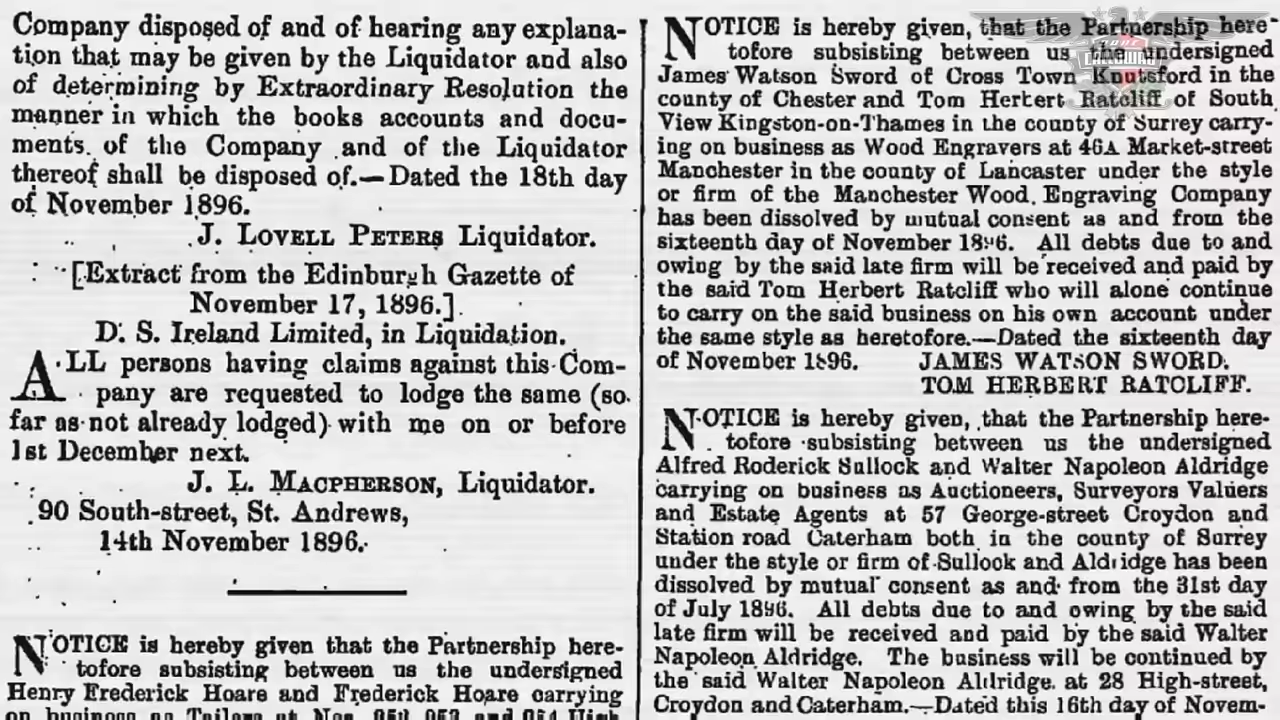 Company disposed of and of hearing any explana-
tion that may be given by the Liquidator and also
of determining by Extraordinary Resolution the
manner in which the books accounts and docu-
ments of the Company and of the Liquidator
thereof shall be disposed of.—Dated the 18th day
of November 1896.
J. LOVELL PETERS Liquidator.
[Extract from the Edinburgh Gazette of
November 17, 1896.]
D. S. Ireland Limited, in Liquidation.
ALL persons having claims against this Com-
pany are requested to lodge the same (so
far as not already lodged) with me on or before
1st December next.
J. L. MACPHERSON, Liquidator.
90 South-street, St. Andrews,
14th November 1896.
NOTICE is hereby given that the Partnership here-
tofore subsisting between us the undersigned
Henry Frederick Hoare and Frederick Hoare carrying
on business as Tailors at Nos.
NOTICE is hereby given, that the Partnership here-
tofore subsisting between us the undersigned
James Watson Sword of Cross Town Knutsford in the
county of Chester and Tom Herbert Ratcliff of South
View Kingston-on-Thames in the county of Surrey carry-
ing on business as Wood Engravers at 46A Market-street
Manchester in the county of Lancaster under the style
or firm of the Manchester Wood Engraving Company
has been dissolved by mutual consent as and from the
sixteenth day of November 1896. All debts due to and
owing by the said late firm will be received and paid by
the said Tom Herbert Ratcliff who will alone continue
to carry on the said business on his own account under
the same style as heretofore.—Dated the sixteenth day
of November 1896. JAMES WATSON SWORD.
TOM HERBERT RATCLIFF.
NOTICE is hereby given, that the Partnership here-
tofore subsisting between us the undersigned
Alfred Roderick Sullock and Walter Napoleon Aldridge
carrying on business as Auctioneers, Surveyors Valuers
and Estate Agents at 57 George-street Croydon and
Station road Caterham both in the county of Surrey
under the style or firm of Sullock and Aldridge has been
dissolved by mutual consent as and from the 31st day
of July 1896. All debts due to and owing by the said
late firm will be received and paid by the said Walter
Napoleon Aldridge. The business will be continued by
the said Walter Napoleon Aldridge. at 28 High-street,
Croydon and Caterham.—Dated this 16th day of Novem-